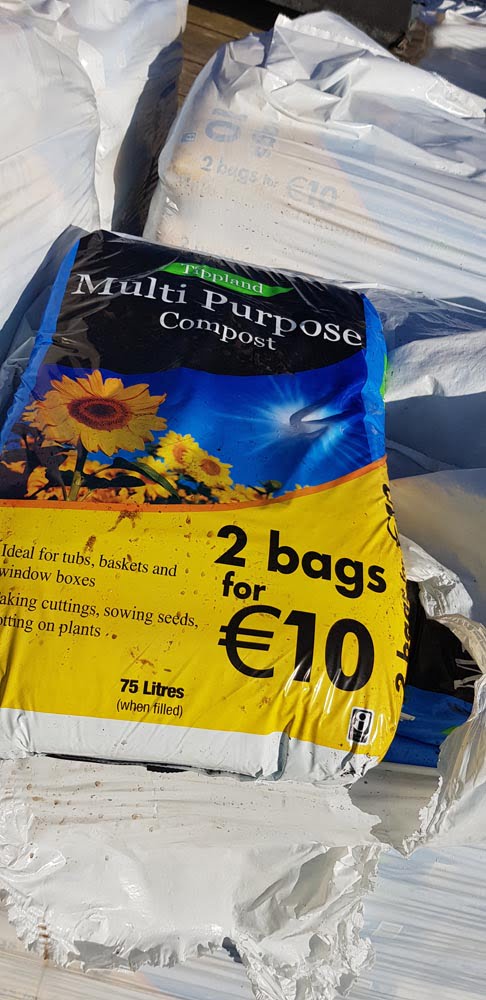 2 bags for €10
Tippland
Multi Purpose
Compost
Ideal for tubs, baskets and
window boxes
aking cuttings, sowing seeds,
otting on plants
2 bags
for
€10
75 Litres
(when filled)